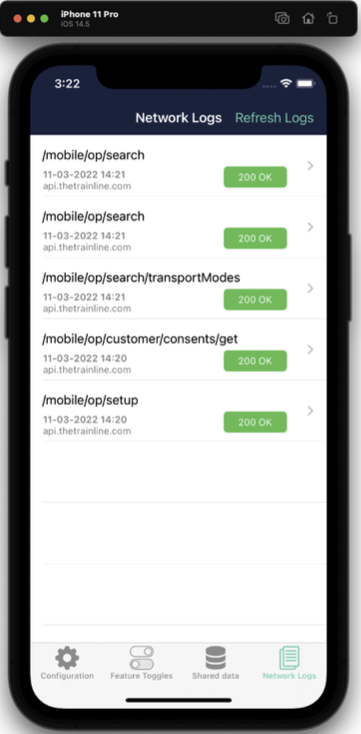 iPhone 11 Pro
iOS 14.5
3:22
Network Logs Refresh Logs
/mobile/op/search
11-03-2022 14:21
200 OK
api.thetrainline.com
/mobile/op/search
11-03-2022 14:21
200 OK
api.thetrainline.com
/mobile/op/search/transportModes
11-03-2022 14:21
200 OK
api.thetrainline.com
/mobile/op/customer/consents/get
11-03-2022 14:20
200 OK
api.thetrainline.com
/mobile/op/setup
11-03-2022 14:20
200 OK
api.thetrainline.com
Configuration Feature Toggles Shared data Network Logs